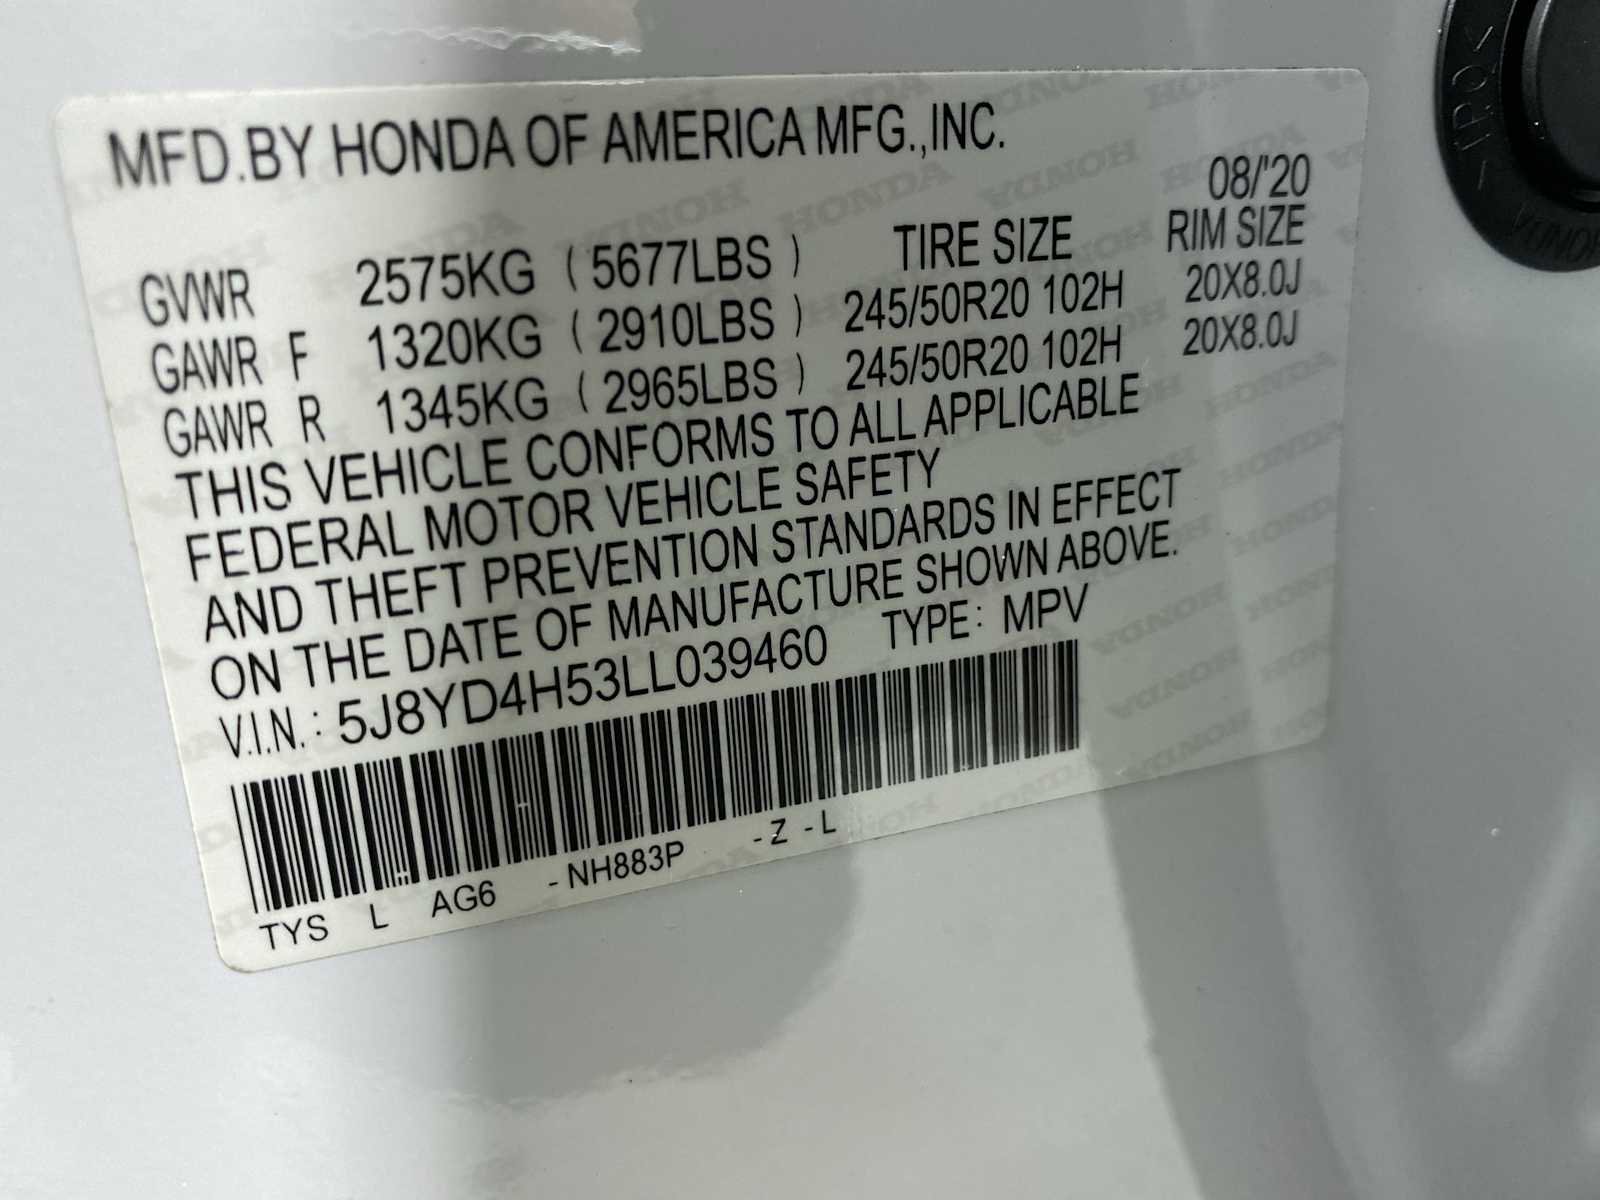 MFD.BY HONDA OF AMERICA MFG.,INC.
08/'20
GVWR 2575KG ( 5677LBS ) TIRE SIZE RIM SIZE
GAWR F 1320KG ( 2910LBS ) 245/50R20 102H 20X8.0J
GAWR R 1345KG ( 2965LBS ) 245/50R20 102H 20X8.0J
THIS VEHICLE CONFORMS TO ALL APPLICABLE
FEDERAL MOTOR VEHICLE SAFETY
AND THEFT PREVENTION STANDARDS IN EFFECT
ON THE DATE OF MANUFACTURE SHOWN ABOVE.
V.I.N.: 5J8YD4H53LL039460 TYPE: MPV
TYS L AG6 -NH883P -Z -L